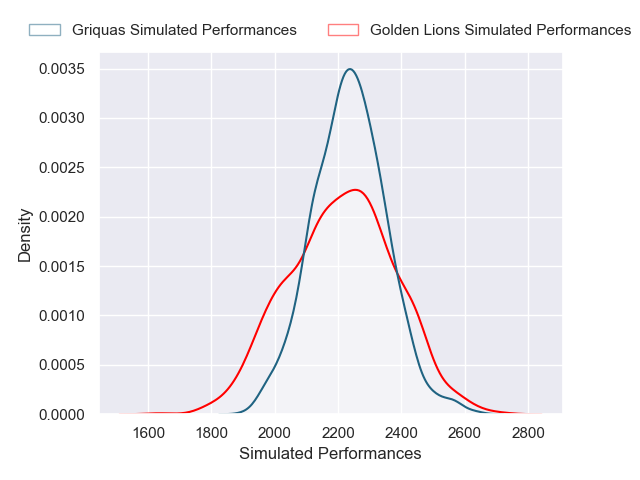 Griquas Simulated Performances
Golden Lions Simulated Performances
0.0035
0.0030
0.0025
0.0020
0.0015
0.0010
0.0005
0.0000
Density
1600 1800 2000 2200 2400 2600 2800
Simulated Performances